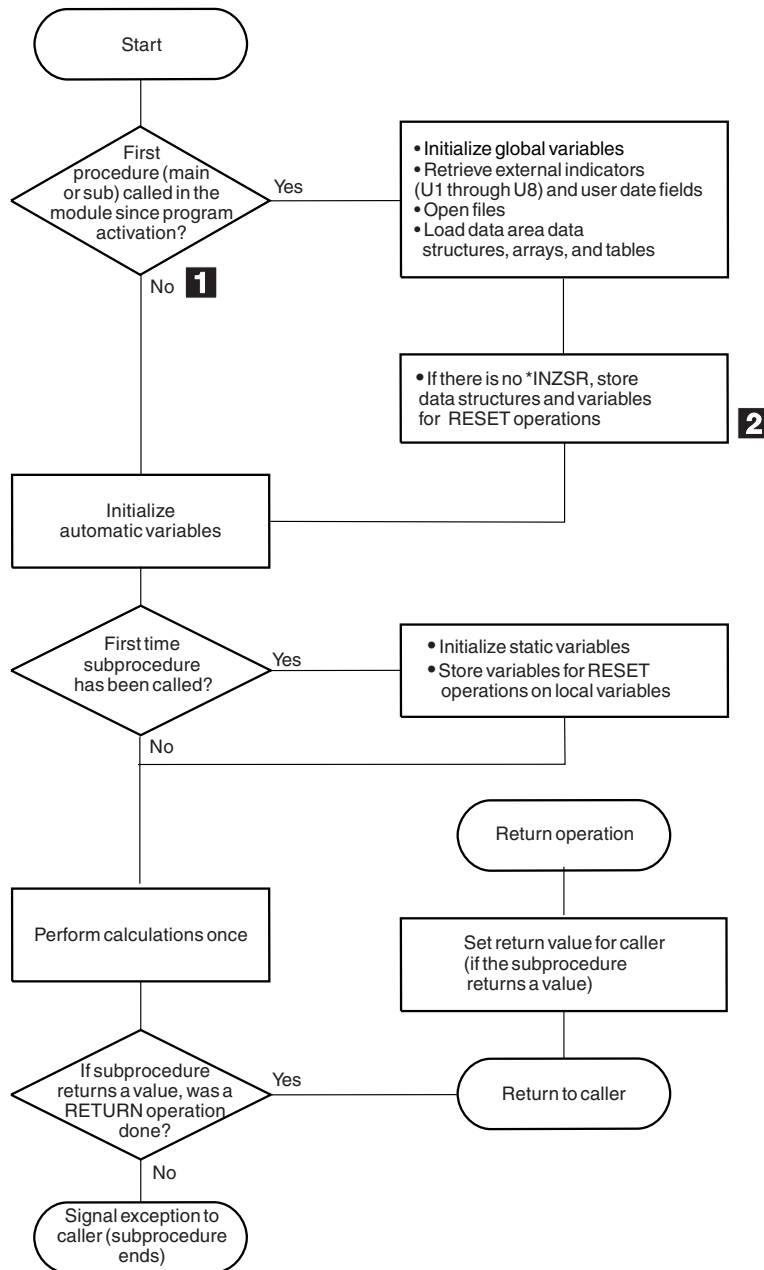 Start
First
procedure (main
or sub) called in the
module since program
activation?
Yes
• Initialize global variables
• Retrieve external indicators
(U1 through U8) and user date fields
• Open files
• Load data area data
structures, arrays, and tables
No 1
• If there is no *INZSR, store
data structures and variables
for RESET operations
2
Initialize
automatic variables
First time
subprocedure
has been called?
Yes
• Initialize static variables
• Store variables for RESET
operations on local variables
No
Return operation
Perform calculations once
Set return value for caller
(if the subprocedure
returns a value)
If subprocedure
returns a value, was a
RETURN operation
done?
Yes
Return to caller
No
Signal exception to
caller (subprocedure
ends)